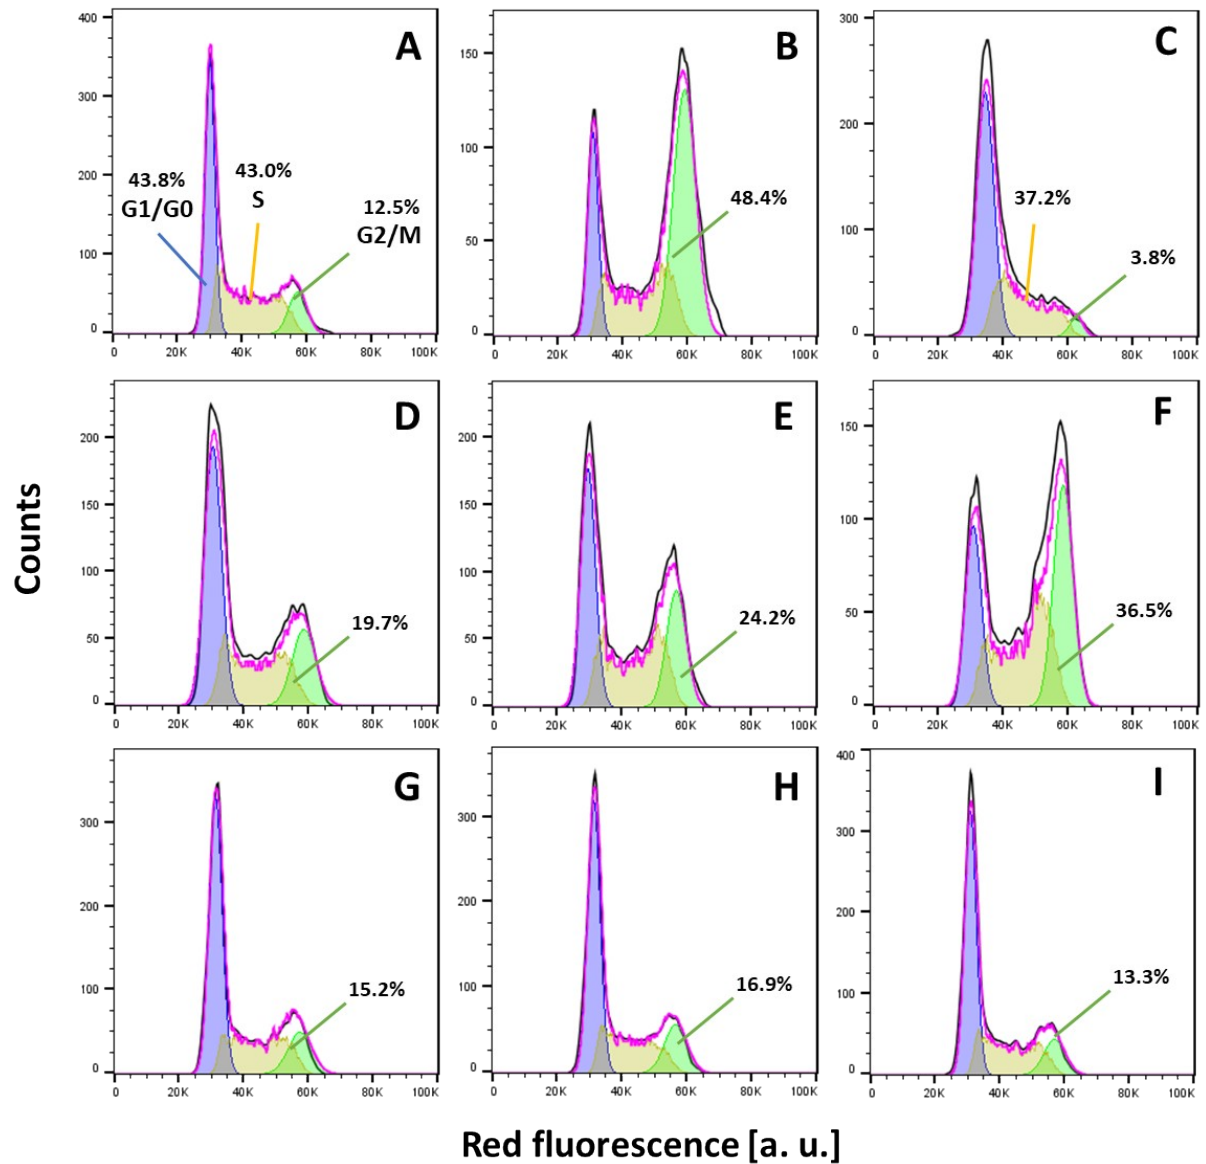 A
400
300
200
100
0
43.8%
G1/G0
43.0%
S
12.5%
G2/M
0 20K 40K 60K 80K 100K
B
150
100
50
0
48.4%
0 20K 40K 60K 80K 100K
C
300
200
100
0
37.2%
3.8%
0 20K 40K 60K 80K 100K
D
200
150
100
50
0
19.7%
0 20K 40K 60K 80K 100K
E
200
150
100
50
0
24.2%
0 20K 40K 60K 80K 100K
F
150
100
50
0
36.5%
0 20K 40K 60K 80K 100K
G
300
200
100
0
15.2%
0 20K 40K 60K 80K 100K
H
300
200
100
0
16.9%
0 20K 40K 60K 80K 100K
I
400
300
200
100
0
13.3%
0 20K 40K 60K 80K 100K
Counts
Red fluorescence [a. u.]